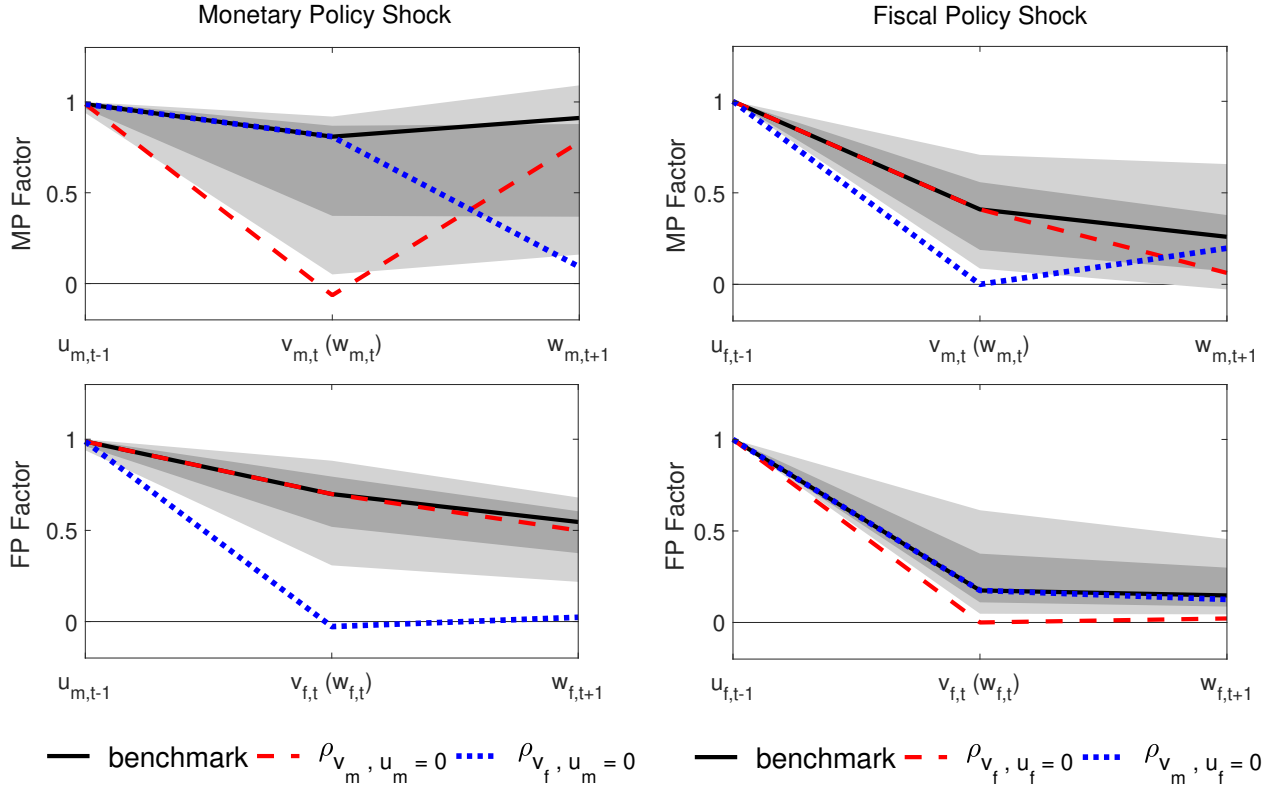 Monetary Policy Shock
Fiscal Policy Shock
MP Factor
1
0.5
0
u_{m,t-1} v_{m,t} (w_{m,t}) w_{m,t+1}
MP Factor
1
0.5
0
u_{f,t-1} v_{m,t} (w_{m,t}) w_{m,t+1}
FP Factor
1
0.5
0
u_{m,t-1} v_{f,t} (w_{f,t}) w_{f,t+1}
FP Factor
1
0.5
0
u_{f,t-1} v_{f,t} (w_{f,t}) w_{f,t+1}
benchmark ρ_{v_m, u_m = 0} ρ_{v_f, u_m = 0}
benchmark ρ_{v_f, u_f = 0} ρ_{v_m, u_f = 0}